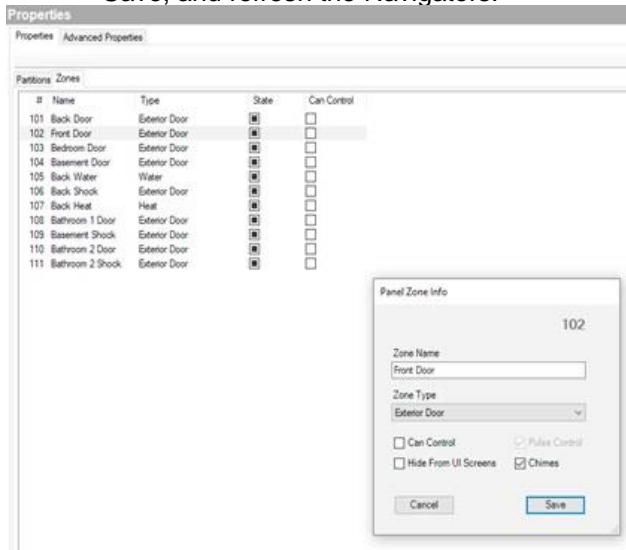 Save, and refresh the Navigators.
Properties
Properties Advanced Properties
Partitions Zones
# Name Type State Can Control
101 Back Door Exterior Door
102 Front Door Exterior Door
103 Bedroom Door Exterior Door
104 Basement Door Exterior Door
105 Back Water Water
106 Back Shock Exterior Door
107 Back Heat Heat
108 Bathroom 1 Door Exterior Door
109 Basement Shock Exterior Door
110 Bathroom 2 Door Exterior Door
111 Bathroom 2 Shock Exterior Door
Panel Zone Info
102
Zone Name
Front Door
Zone Type
Exterior Door
Can Control Pulse Control
Hide From UI Screens Chimes
Cancel Save